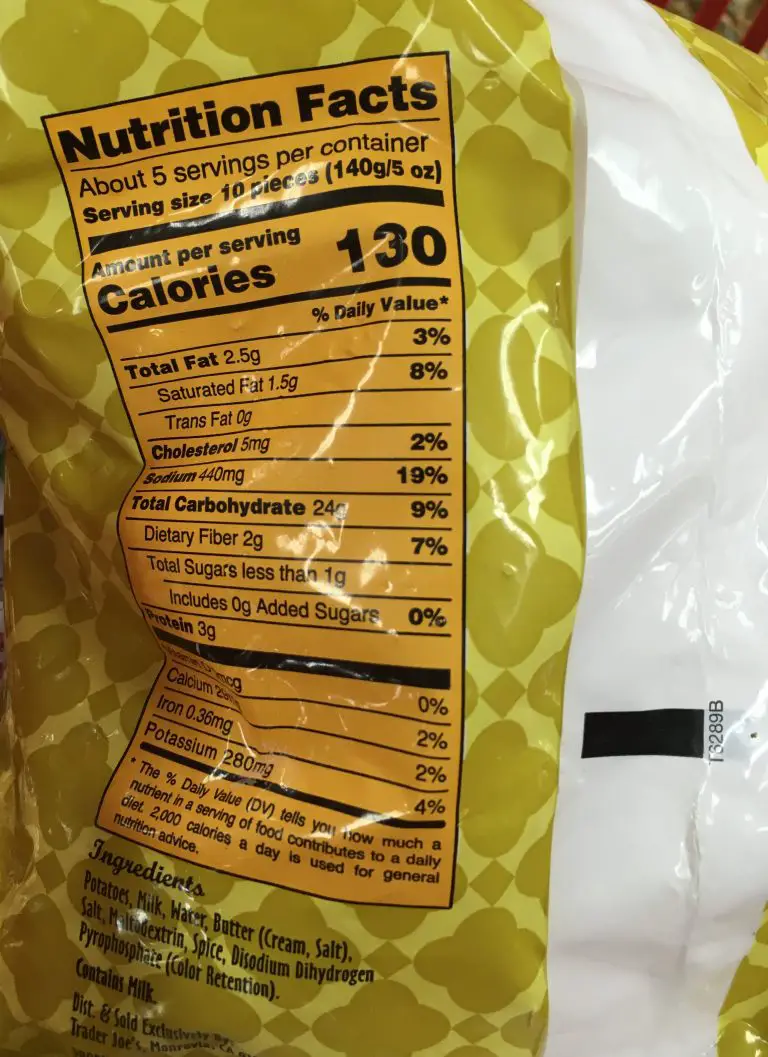 Nutrition Facts
About 5 servings per container
Serving size 10 pieces (140g/5 oz)
Amount per serving
Calories 130
% Daily Value*
Total Fat 2.5g 3%
Saturated Fat 1.5g 8%
Trans Fat 0g
Cholesterol 5mg 2%
Sodium 440mg 19%
Total Carbohydrate 24g 9%
Dietary Fiber 2g 7%
Total Sugars less than 1g
Includes 0g Added Sugars 0%
Protein 3g
0%
Calcium 2%
Iron 0.36mg 2%
Potassium 280mg 4%
* The % Daily Value (DV) tells you how much a
nutrient in a serving of food contributes to a daily
diet. 2,000 calories a day is used for general
nutrition advice.
Ingredients
Potatoes, Milk, Water, Butter (Cream, Salt),
Salt, Maltodextrin, Spice, Disodium Dihydrogen
Pyrophosphate (Color Retention).
Contains Milk.
Dist. & Sold Exclusively By:
Trader Joe's, Monrovia, CA
T6289B